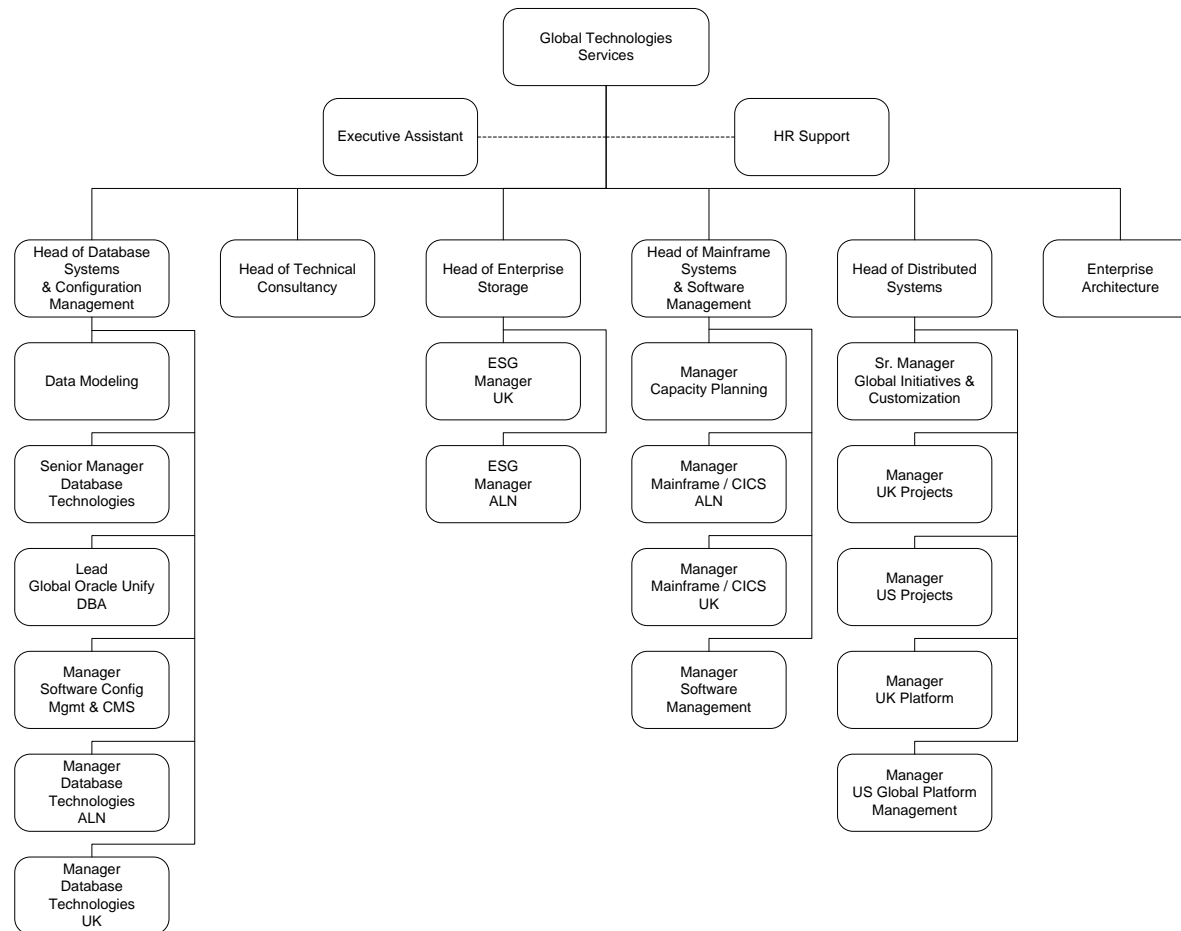 Global Technologies
Services
Executive Assistant
HR Support
Head of Database
Systems
& Configuration
Management
Head of Technical
Consultancy
Head of Enterprise
Storage
Head of Mainframe
Systems
& Software
Management
Head of Distributed
Systems
Enterprise
Architecture
Data Modeling
Senior Manager
Database
Technologies
Lead
Global Oracle Unify
DBA
Manager
Software Config
Mgmt & CMS
Manager
Database
Technologies
ALN
Manager
Database
Technologies
UK
ESG
Manager
UK
ESG
Manager
ALN
Manager
Capacity Planning
Manager
Mainframe / CICS
ALN
Manager
Mainframe / CICS
UK
Manager
Software
Management
Sr. Manager
Global Initiatives &
Customization
Manager
UK Projects
Manager
US Projects
Manager
UK Platform
Manager
US Global Platform
Management